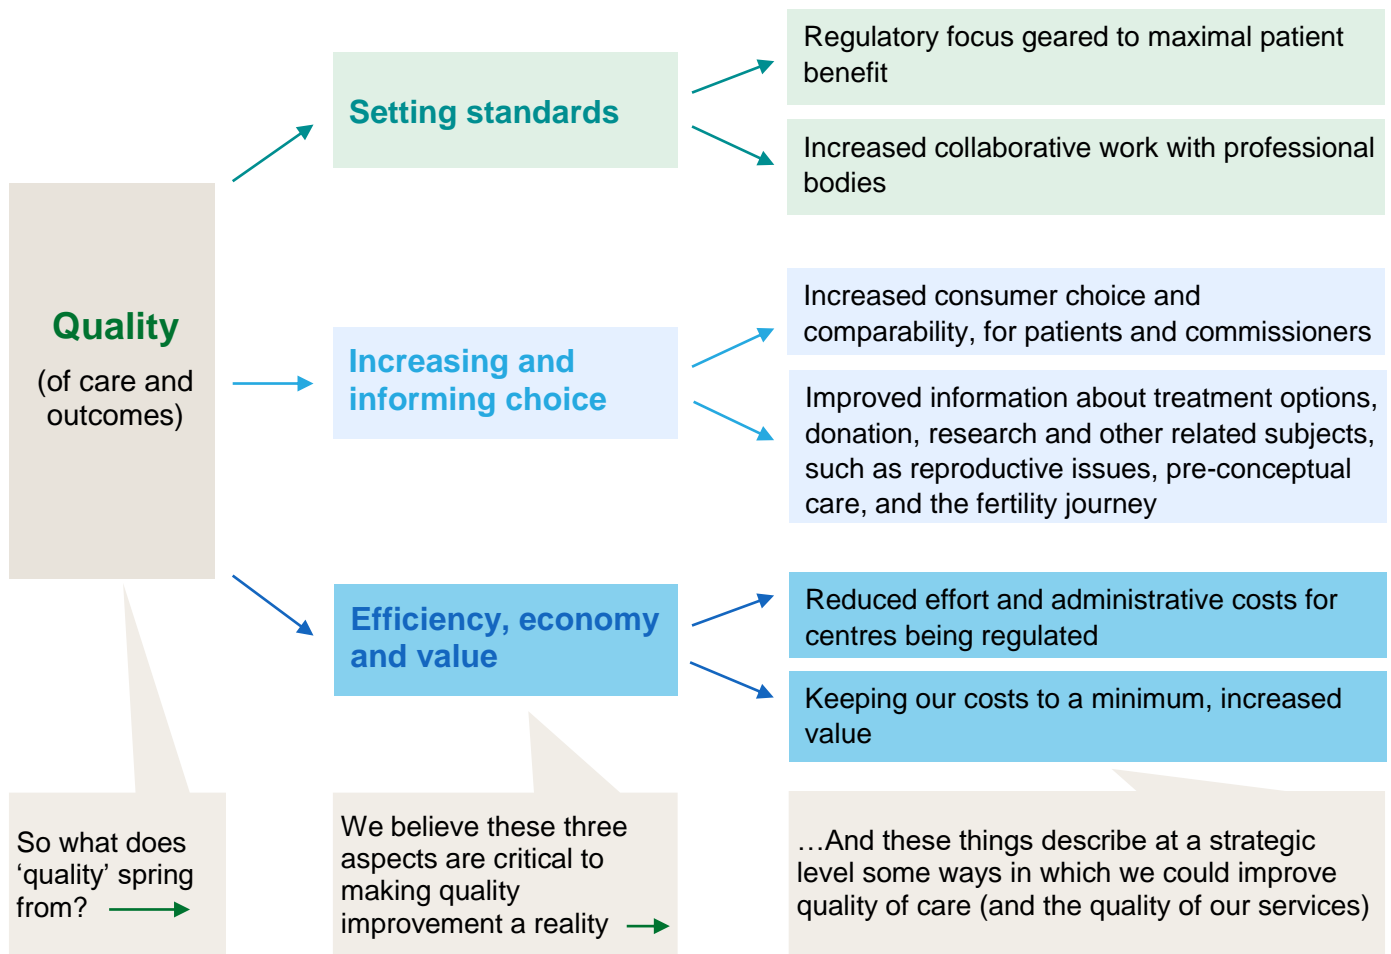 Quality
(of care and
outcomes)
Setting standards
Regulatory focus geared to maximal patient
benefit
Increased collaborative work with professional
bodies
Increasing and
informing choice
Increased consumer choice and
comparability, for patients and commissioners
Improved information about treatment options,
donation, research and other related subjects,
such as reproductive issues, pre-conceptual
care, and the fertility journey
Efficiency, economy
and value
Reduced effort and administrative costs for
centres being regulated
Keeping our costs to a minimum, increased
value
So what does
‘quality’ spring
from?
We believe these three
aspects are critical to
making quality
improvement a reality
…And these things describe at a strategic
level some ways in which we could improve
quality of care (and the quality of our services)